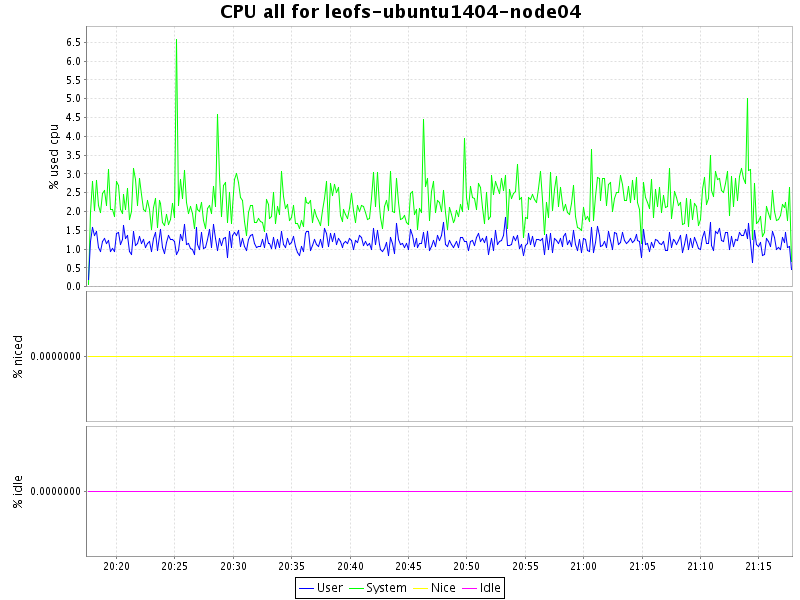 CPU all for leofs-ubuntu1404-node04
% used cpu
6.5
6.0
5.5
5.0
4.5
4.0
3.5
3.0
2.5
2.0
1.5
1.0
0.5
0.0
% niced
0.0000000
% idle
0.0000000
20:20 20:25 20:30 20:35 20:40 20:45 20:50 20:55 21:00 21:05 21:10 21:15
User System Nice Idle